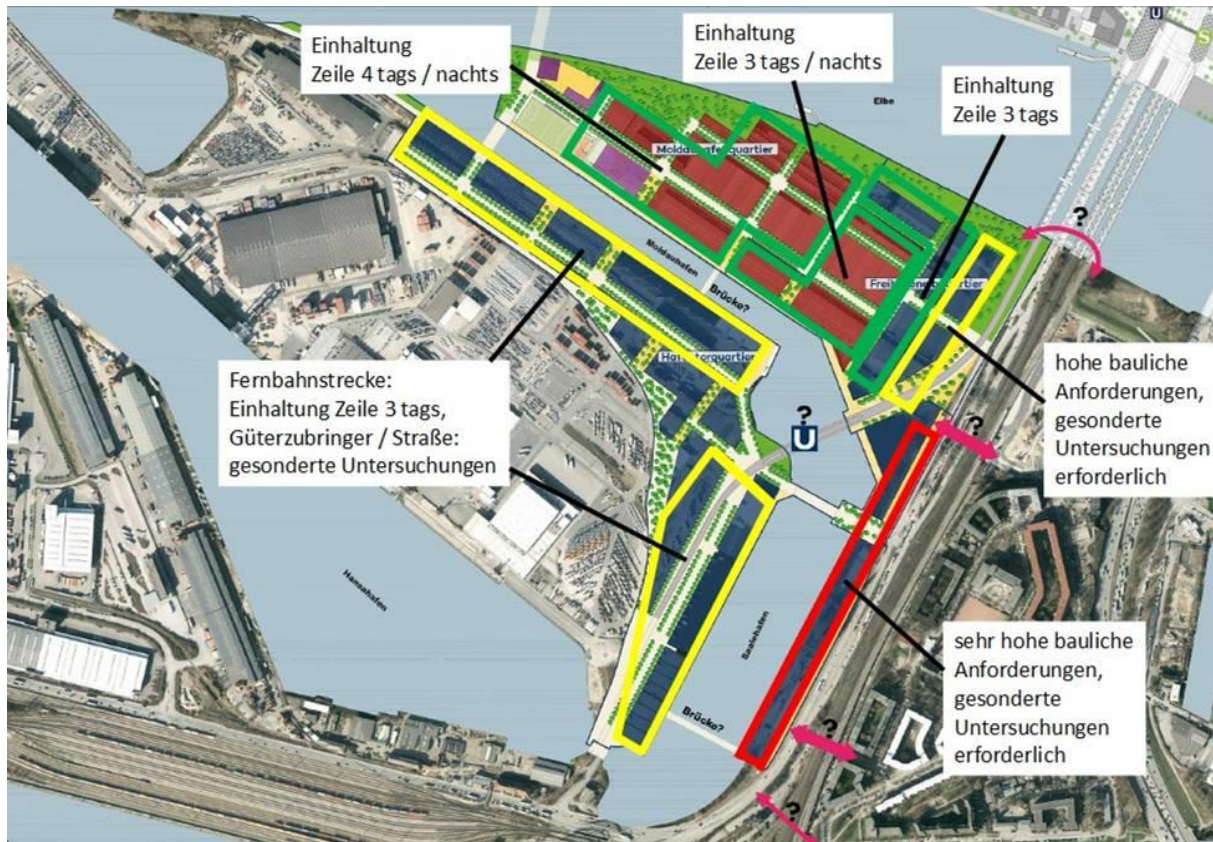 Einhaltung
Zeile 4 tags / nachts
Einhaltung
Zeile 3 tags / nachts
Einhaltung
Zeile 3 tags
U
S
Elbe
Moldauhafenquartier
?
Moldauhafen
Brücke?
?
U
hohe bauliche
Anforderungen,
gesonderte
Untersuchungen
erforderlich
Fernbahnstrecke:
Einhaltung Zeile 3 tags,
Güterzubringer / Straße:
gesonderte Untersuchungen
?
Hansahafen
Saalehafen
Brücke?
sehr hohe bauliche
Anforderungen,
gesonderte
Untersuchungen
erforderlich
?
?